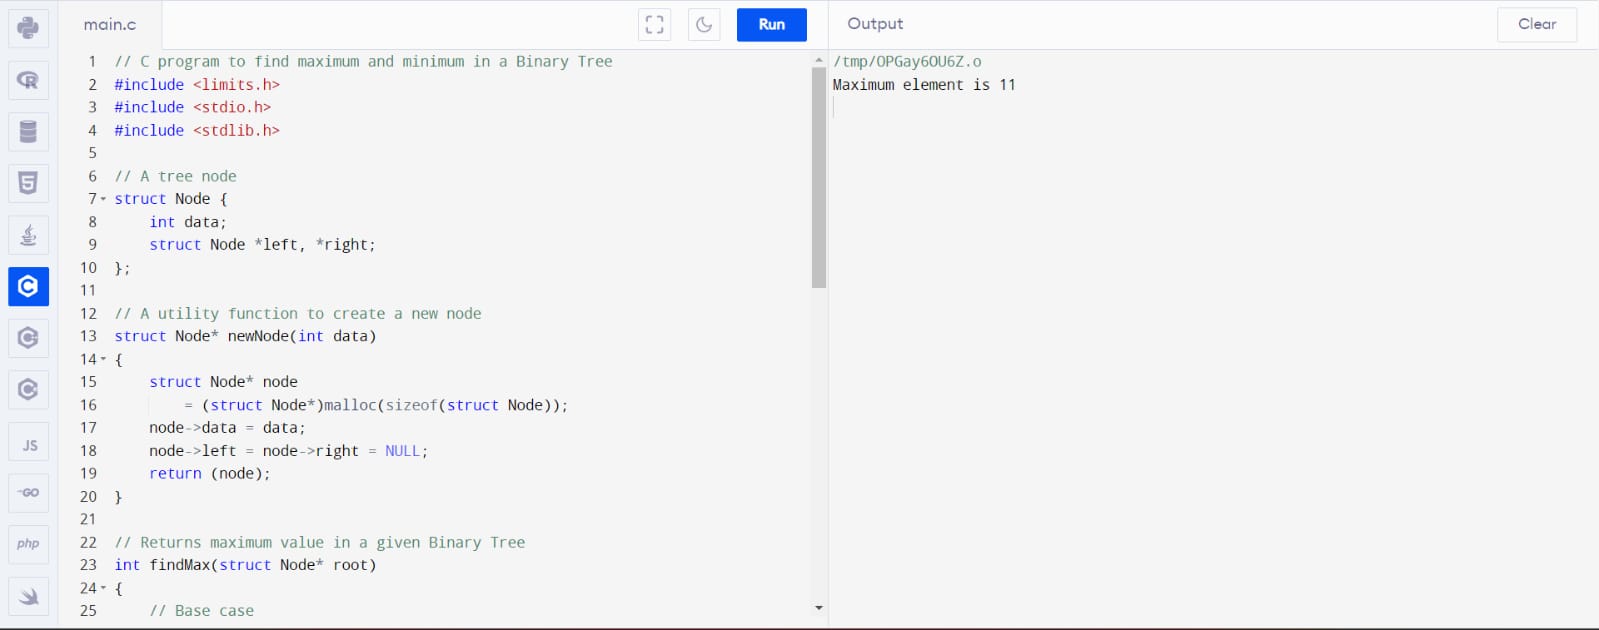 main.c
Run
Output
Clear
1 // C program to find maximum and minimum in a Binary Tree
2 #include <limits.h>
3 #include <stdio.h>
4 #include <stdlib.h>
5
6 // A tree node
7 struct Node {
8     int data;
9     struct Node *left, *right;
10 };
11
12 // A utility function to create a new node
13 struct Node* newNode(int data)
14 {
15     struct Node* node
16         = (struct Node*)malloc(sizeof(struct Node));
17     node->data = data;
18     node->left = node->right = NULL;
19     return (node);
20 }
21
22 // Returns maximum value in a given Binary Tree
23 int findMax(struct Node* root)
24 {
25     // Base case
/tmp/OPGay6OU6Z.o
Maximum element is 11
R
5
C
C
C
JS
GO
php